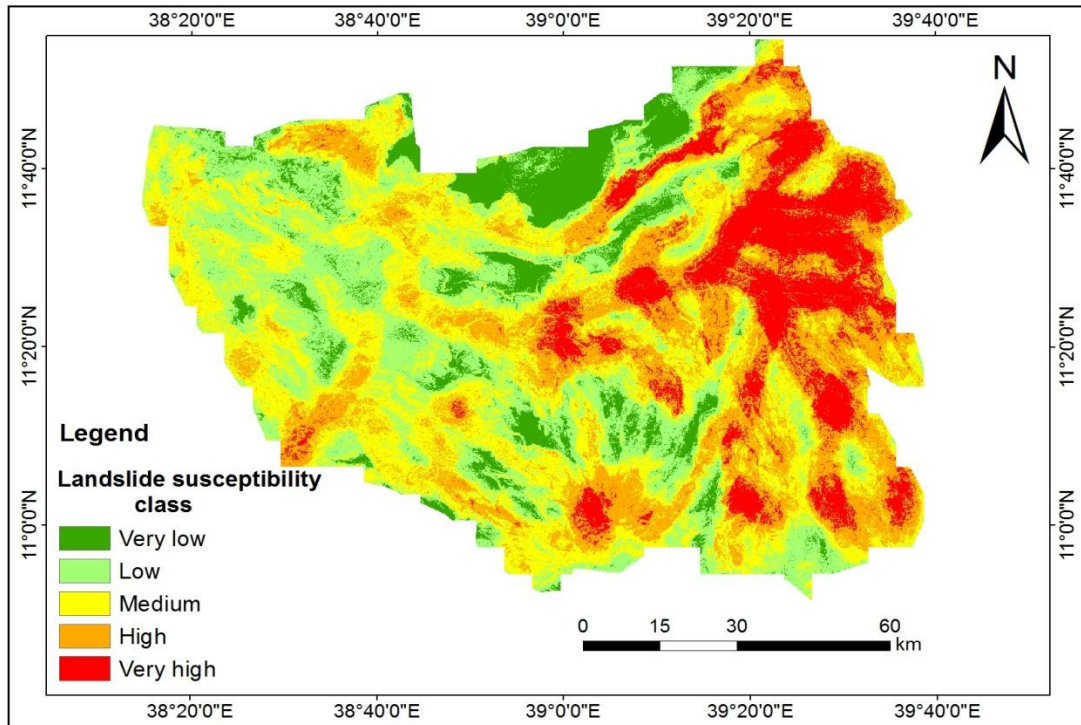 38°20'0"E 38°40'0"E 39°0'0"E 39°20'0"E 39°40'0"E
N
11°40'0"N 11°40'0"N
11°20'0"N 11°20'0"N
11°0'0"N 11°0'0"N
Legend
Landslide susceptibility
class
Very low
Low
Medium
High
Very high
0 15 30 60
km
38°20'0"E 38°40'0"E 39°0'0"E 39°20'0"E 39°40'0"E